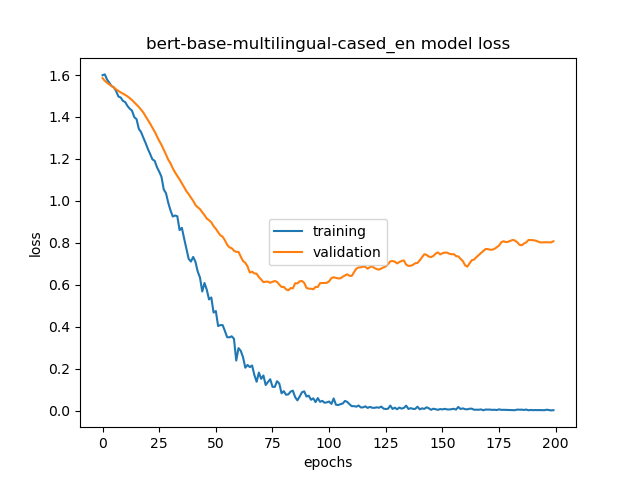 bert-base-multilingual-cased_en model loss
loss
1.6
1.4
1.2
1.0
0.8
0.6
0.4
0.2
0.0
training
validation
0 25 50 75 100 125 150 175 200
epochs